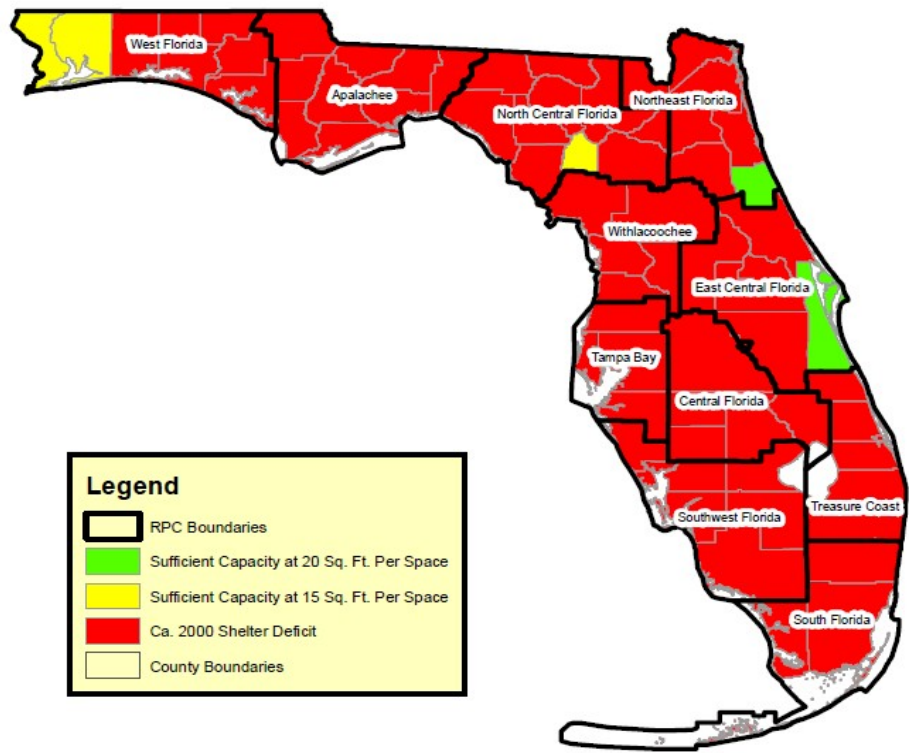 West Florida
Apalachee
North Central Florida
Northeast Florida
Withlacoochee
East Central Florida
Tampa Bay
Central Florida
Southwest Florida
Treasure Coast
South Florida
Legend
RPC Boundaries
Sufficient Capacity at 20 Sq. Ft. Per Space
Sufficient Capacity at 15 Sq. Ft. Per Space
Ca. 2000 Shelter Deficit
County Boundaries